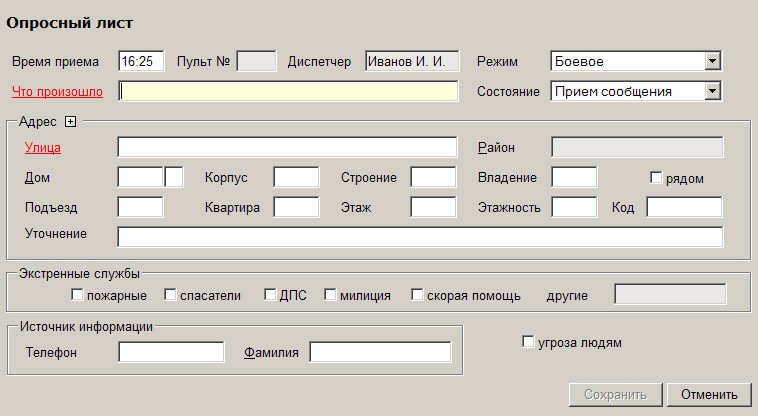 Опросный лист
Время приема 16:25 Пульт № Диспетчер Иванов И. И. Режим Боевое
Что произошло Состояние Прием сообщения
Адрес +
Улица Район
Дом Корпус Строение Владение рядом
Подъезд Квартира Этаж Этажность Код
Уточнение
Экстренные службы
пожарные спасатели ДПС милиция скорая помощь другие
Источник информации
Телефон Фамилия угроза людям
Сохранить Отменить